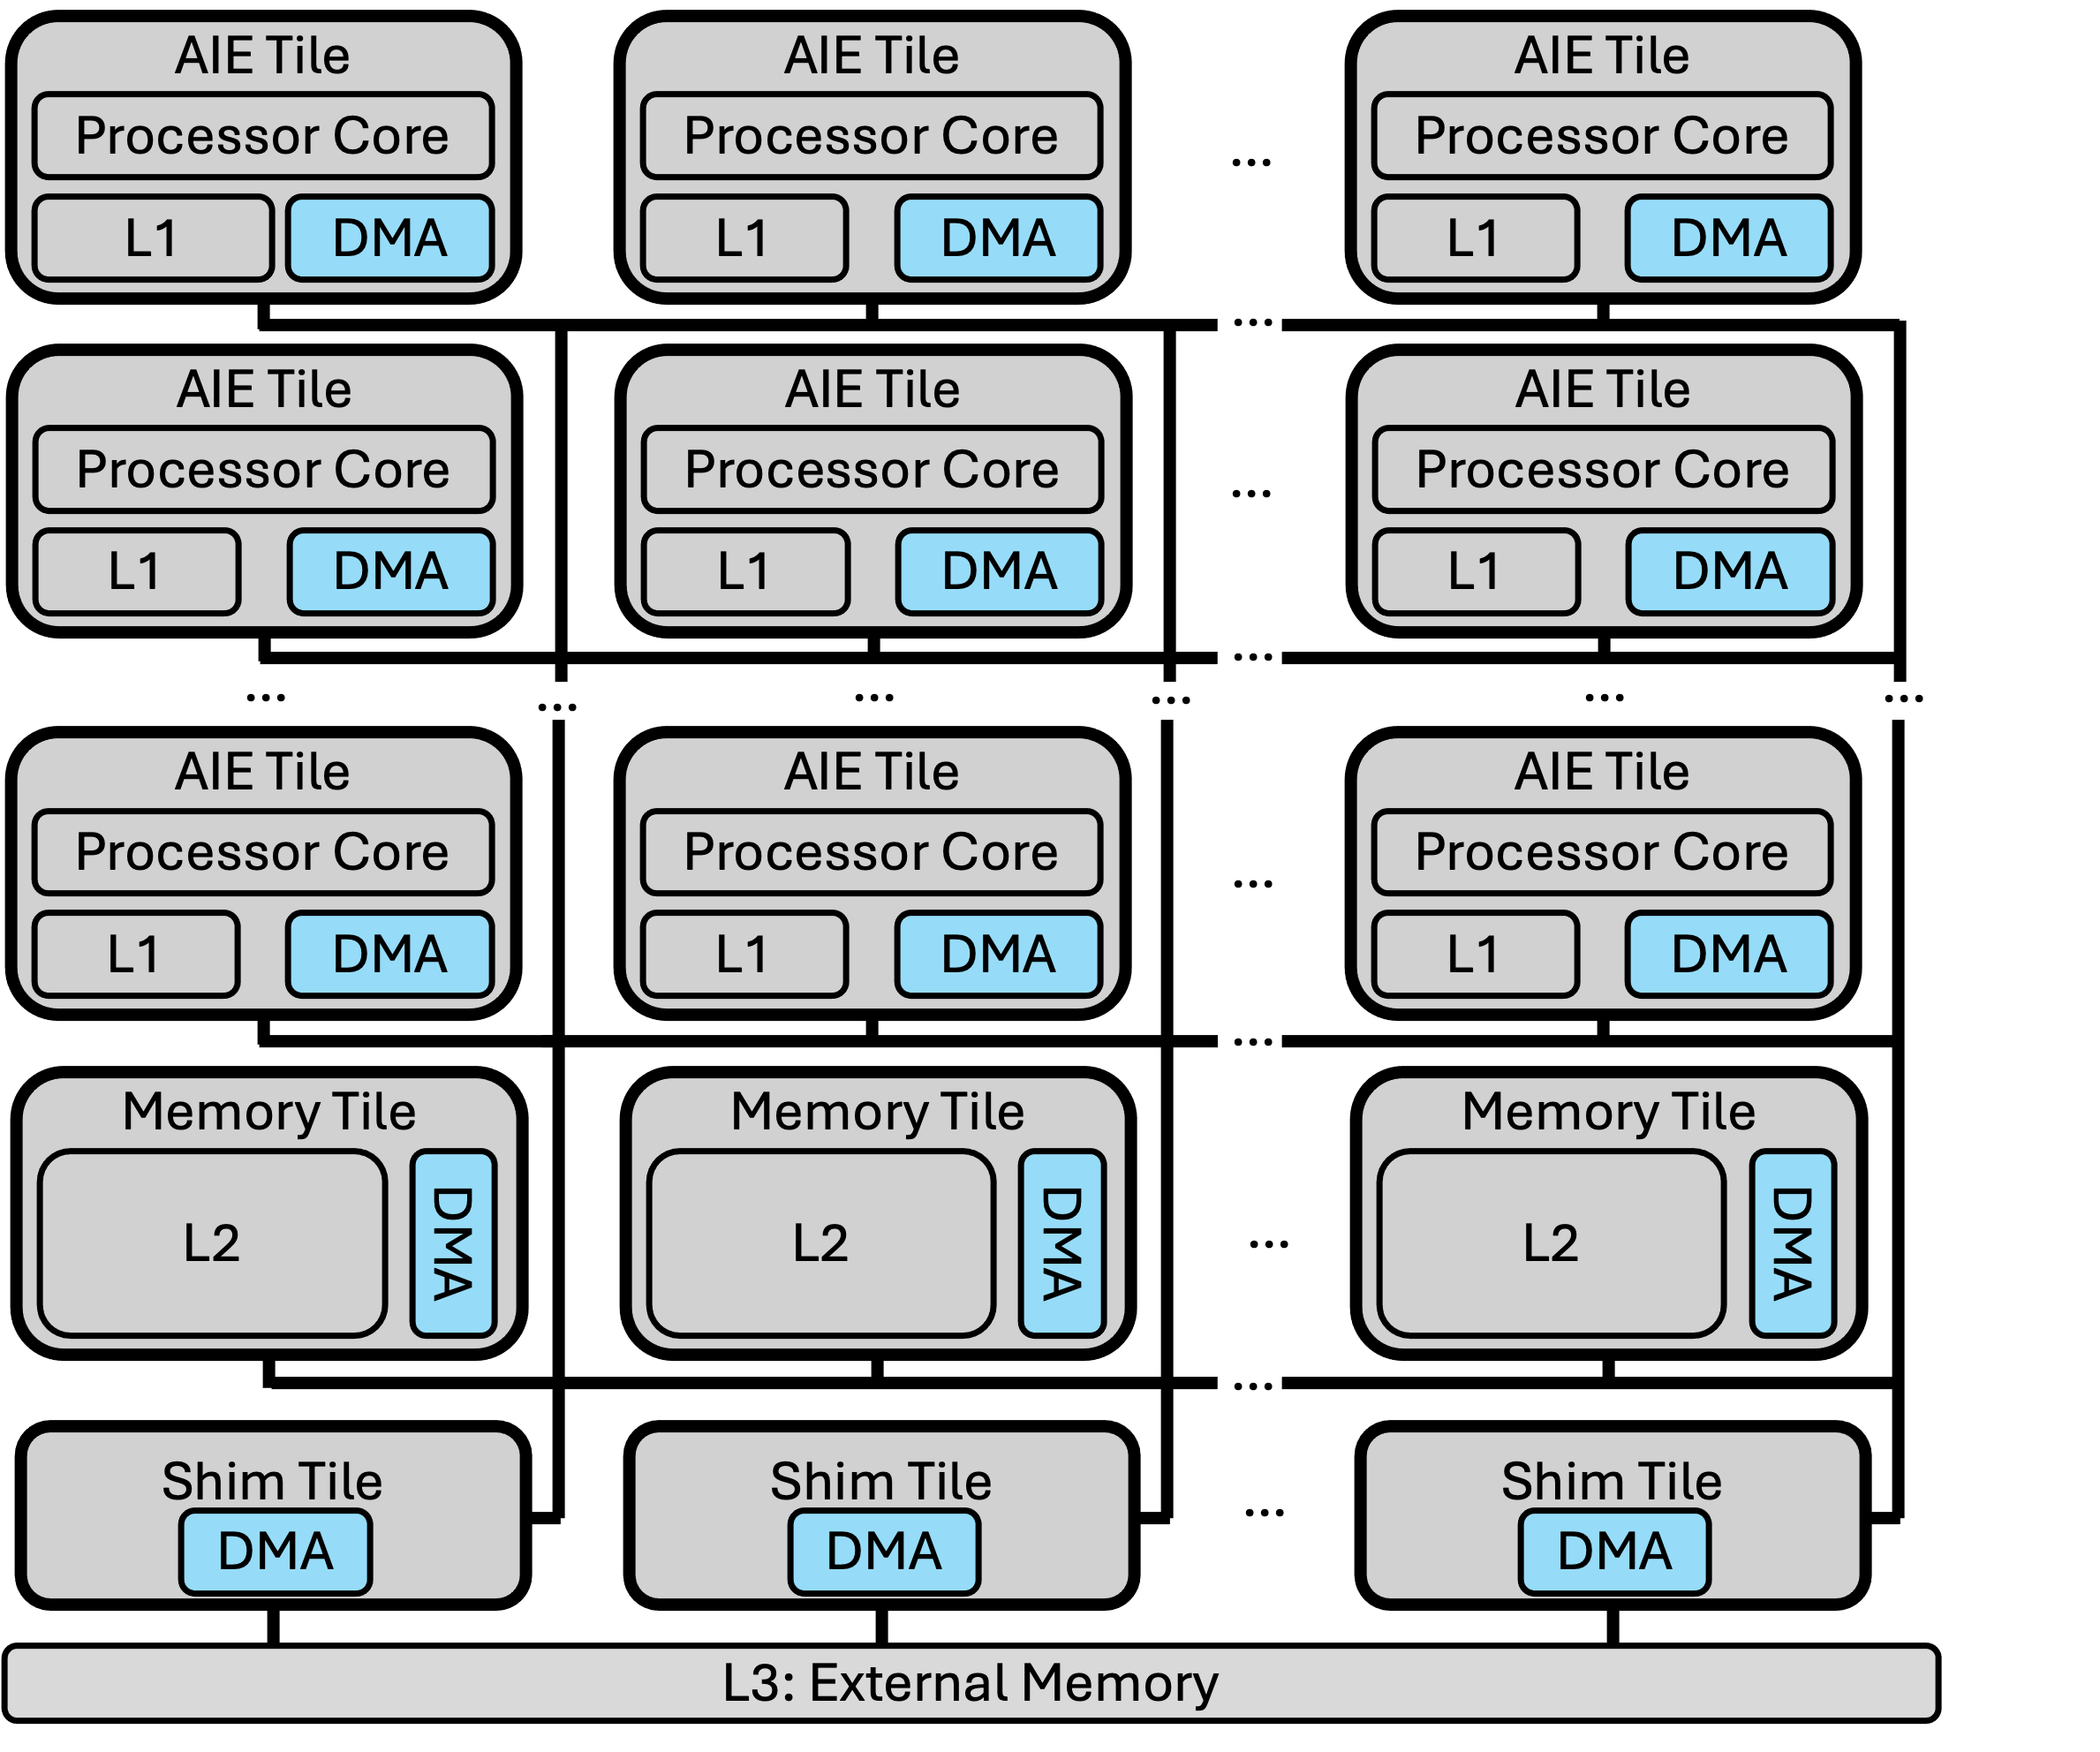 AIE Tile
Processor Core
L1 DMA
AIE Tile
Processor Core
L1 DMA
...
AIE Tile
Processor Core
L1 DMA
...
AIE Tile
Processor Core
L1 DMA
AIE Tile
Processor Core
L1 DMA
...
AIE Tile
Processor Core
L1 DMA
...
... ... ... ... ... ...
AIE Tile
Processor Core
L1 DMA
AIE Tile
Processor Core
L1 DMA
...
AIE Tile
Processor Core
L1 DMA
...
Memory Tile
L2 DMA
Memory Tile
L2 DMA
...
Memory Tile
L2 DMA
...
Shim Tile
DMA
Shim Tile
DMA
...
Shim Tile
DMA
L3: External Memory